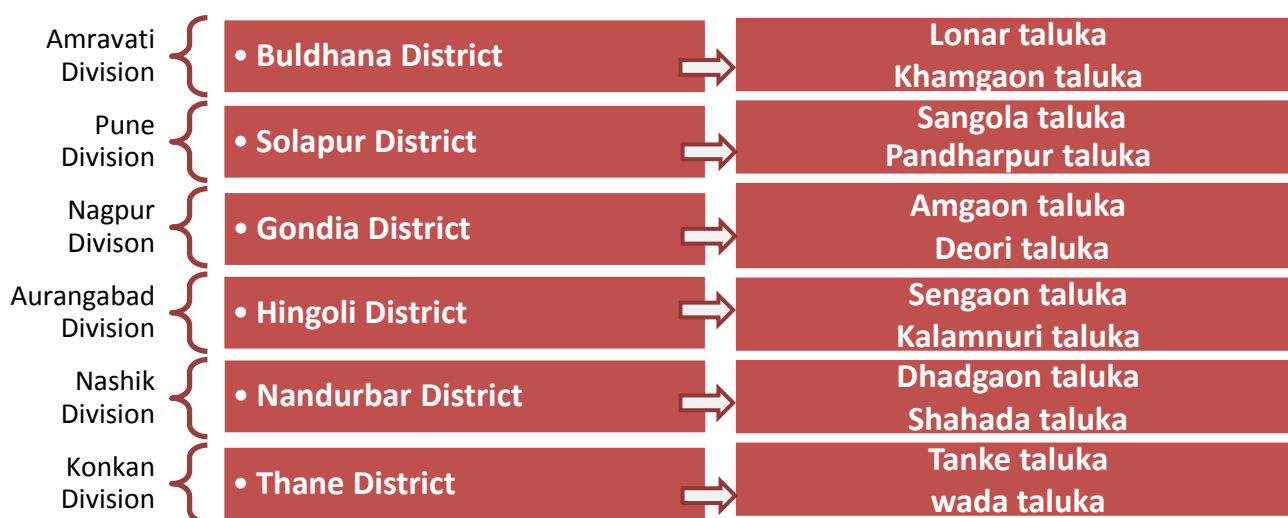 Amravati
Division
• Buldhana District
Lonar taluka
Khamgaon taluka
Pune
Division
• Solapur District
Sangola taluka
Pandharpur taluka
Nagpur
Divison
• Gondia District
Amgaon taluka
Deori taluka
Aurangabad
Division
• Hingoli District
Sengaon taluka
Kalamnuri taluka
Nashik
Division
• Nandurbar District
Dhadgaon taluka
Shahada taluka
Konkan
Division
• Thane District
Tanke taluka
wada taluka